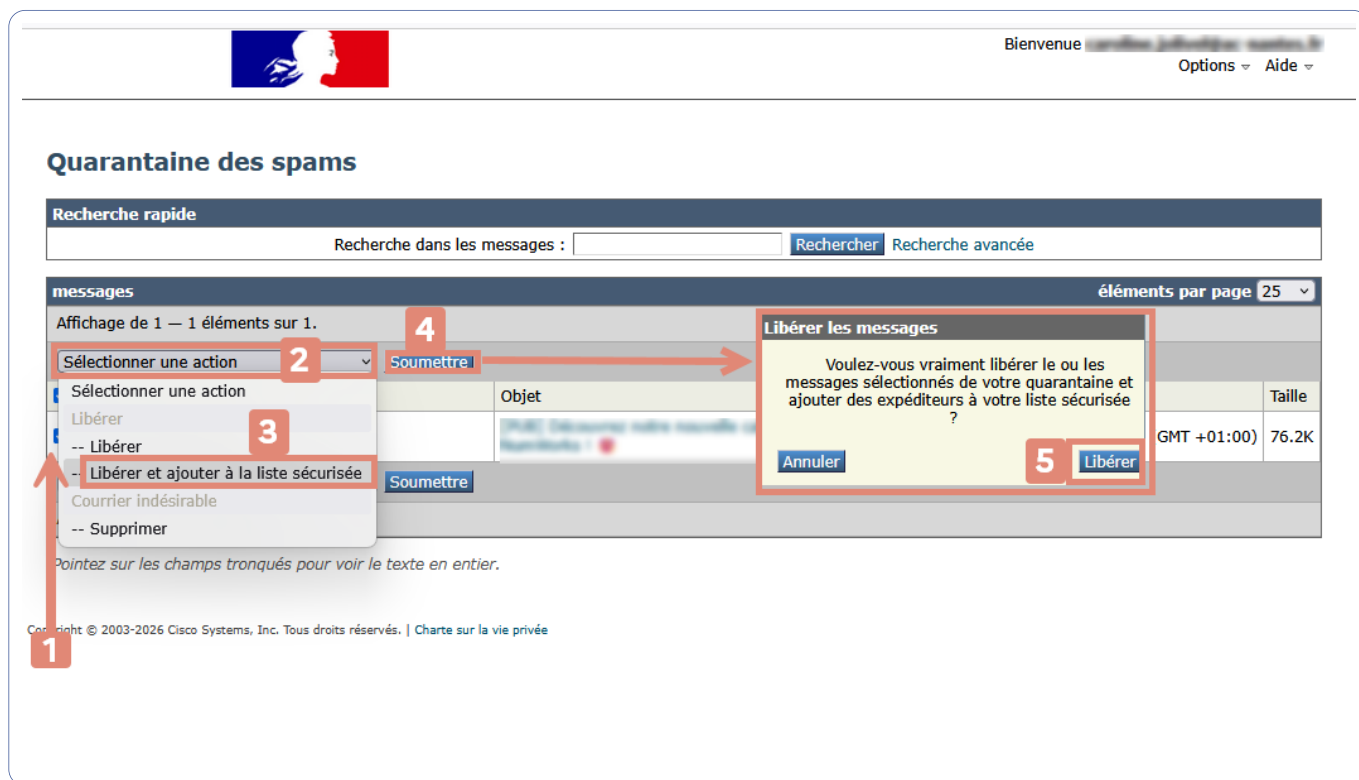 Bienvenue
Options Aide
Quarantaine des spams
Recherche rapide
Recherche dans les messages : Rechercher Recherche avancée
messages éléments par page 25
Affichage de 1 — 1 éléments sur 1.
4
Sélectionner une action 2 Soumettre
Sélectionner une action
Libérer
3
-- Libérer
-- Libérer et ajouter à la liste sécurisée
Courrier indésirable
-- Supprimer
Objet Taille
GMT +01:00) 76.2K
Soumettre
Libérer les messages
Voulez-vous vraiment libérer le ou les
messages sélectionnés de votre quarantaine et
ajouter des expéditeurs à votre liste sécurisée
?
Annuler 5 Libérer
Pointez sur les champs tronqués pour voir le texte en entier.
Copyright © 2003-2026 Cisco Systems, Inc. Tous droits réservés. | Charte sur la vie privée
1